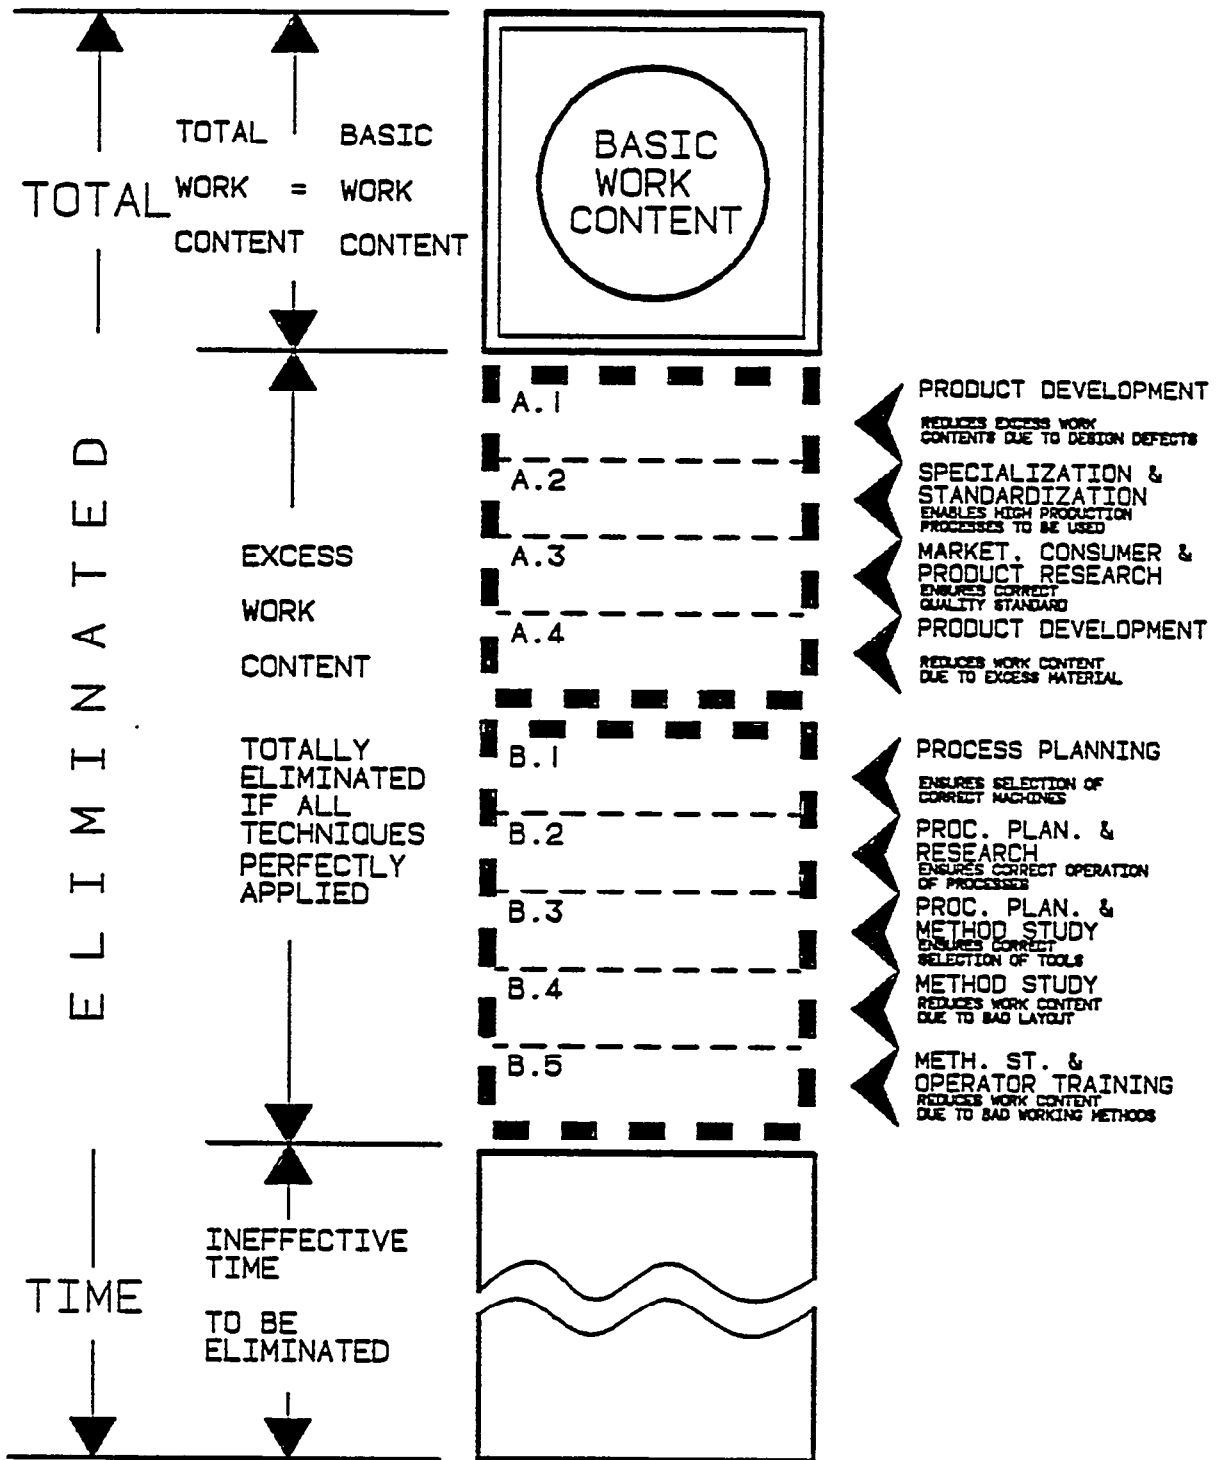 TOTAL
ELIMINATED
TIME
TOTAL
WORK =
CONTENT
BASIC
WORK
CONTENT
EXCESS
WORK
CONTENT
TOTALLY
ELIMINATED
IF ALL
TECHNIQUES
PERFECTLY
APPLIED
INEFFECTIVE
TIME
TO BE
ELIMINATED
BASIC
WORK
CONTENT
A.1
A.2
A.3
A.4
B.1
B.2
B.3
B.4
B.5
PRODUCT DEVELOPMENT
REDUCES EXCESS WORK
CONTENTS DUE TO DESIGN DEFECTS
SPECIALIZATION &
STANDARDIZATION
ENABLES HIGH PRODUCTION
PROCESSES TO BE USED
MARKET. CONSUMER &
PRODUCT RESEARCH
ENSURES CORRECT
QUALITY STANDARD
PRODUCT DEVELOPMENT
REDUCES WORK CONTENT
DUE TO EXCESS MATERIAL
PROCESS PLANNING
ENSURES SELECTION OF
CORRECT MACHINES
PROC. PLAN. &
RESEARCH
ENSURES CORRECT OPERATION
OF PROCESSES
PROC. PLAN. &
METHOD STUDY
ENSURES CORRECT
SELECTION OF TOOLS
METHOD STUDY
REDUCES WORK CONTENT
DUE TO BAD LAYOUT
METH. ST. &
OPERATOR TRAINING
REDUCES WORK CONTENT
DUE TO BAD WORKING METHODS